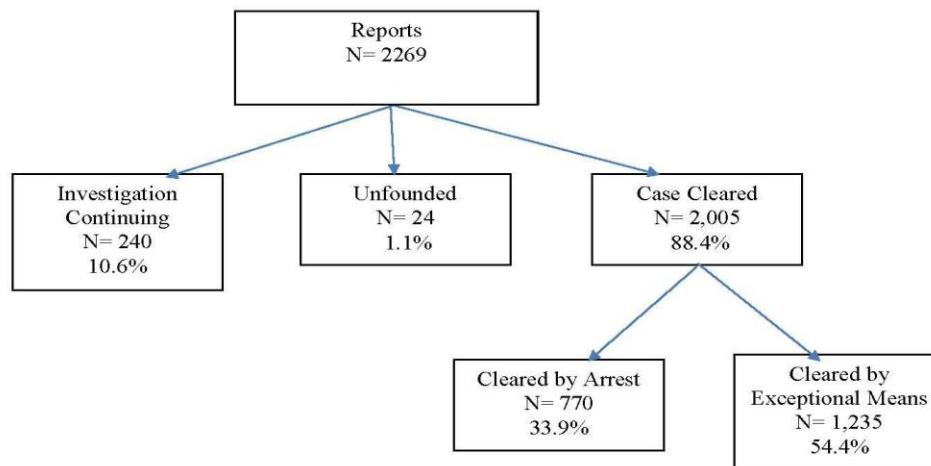 Reports
N= 2269
Investigation
Continuing
N= 240
10.6%
Unfounded
N= 24
1.1%
Case Cleared
N= 2,005
88.4%
Cleared by Arrest
N= 770
33.9%
Cleared by
Exceptional Means
N= 1,235
54.4%